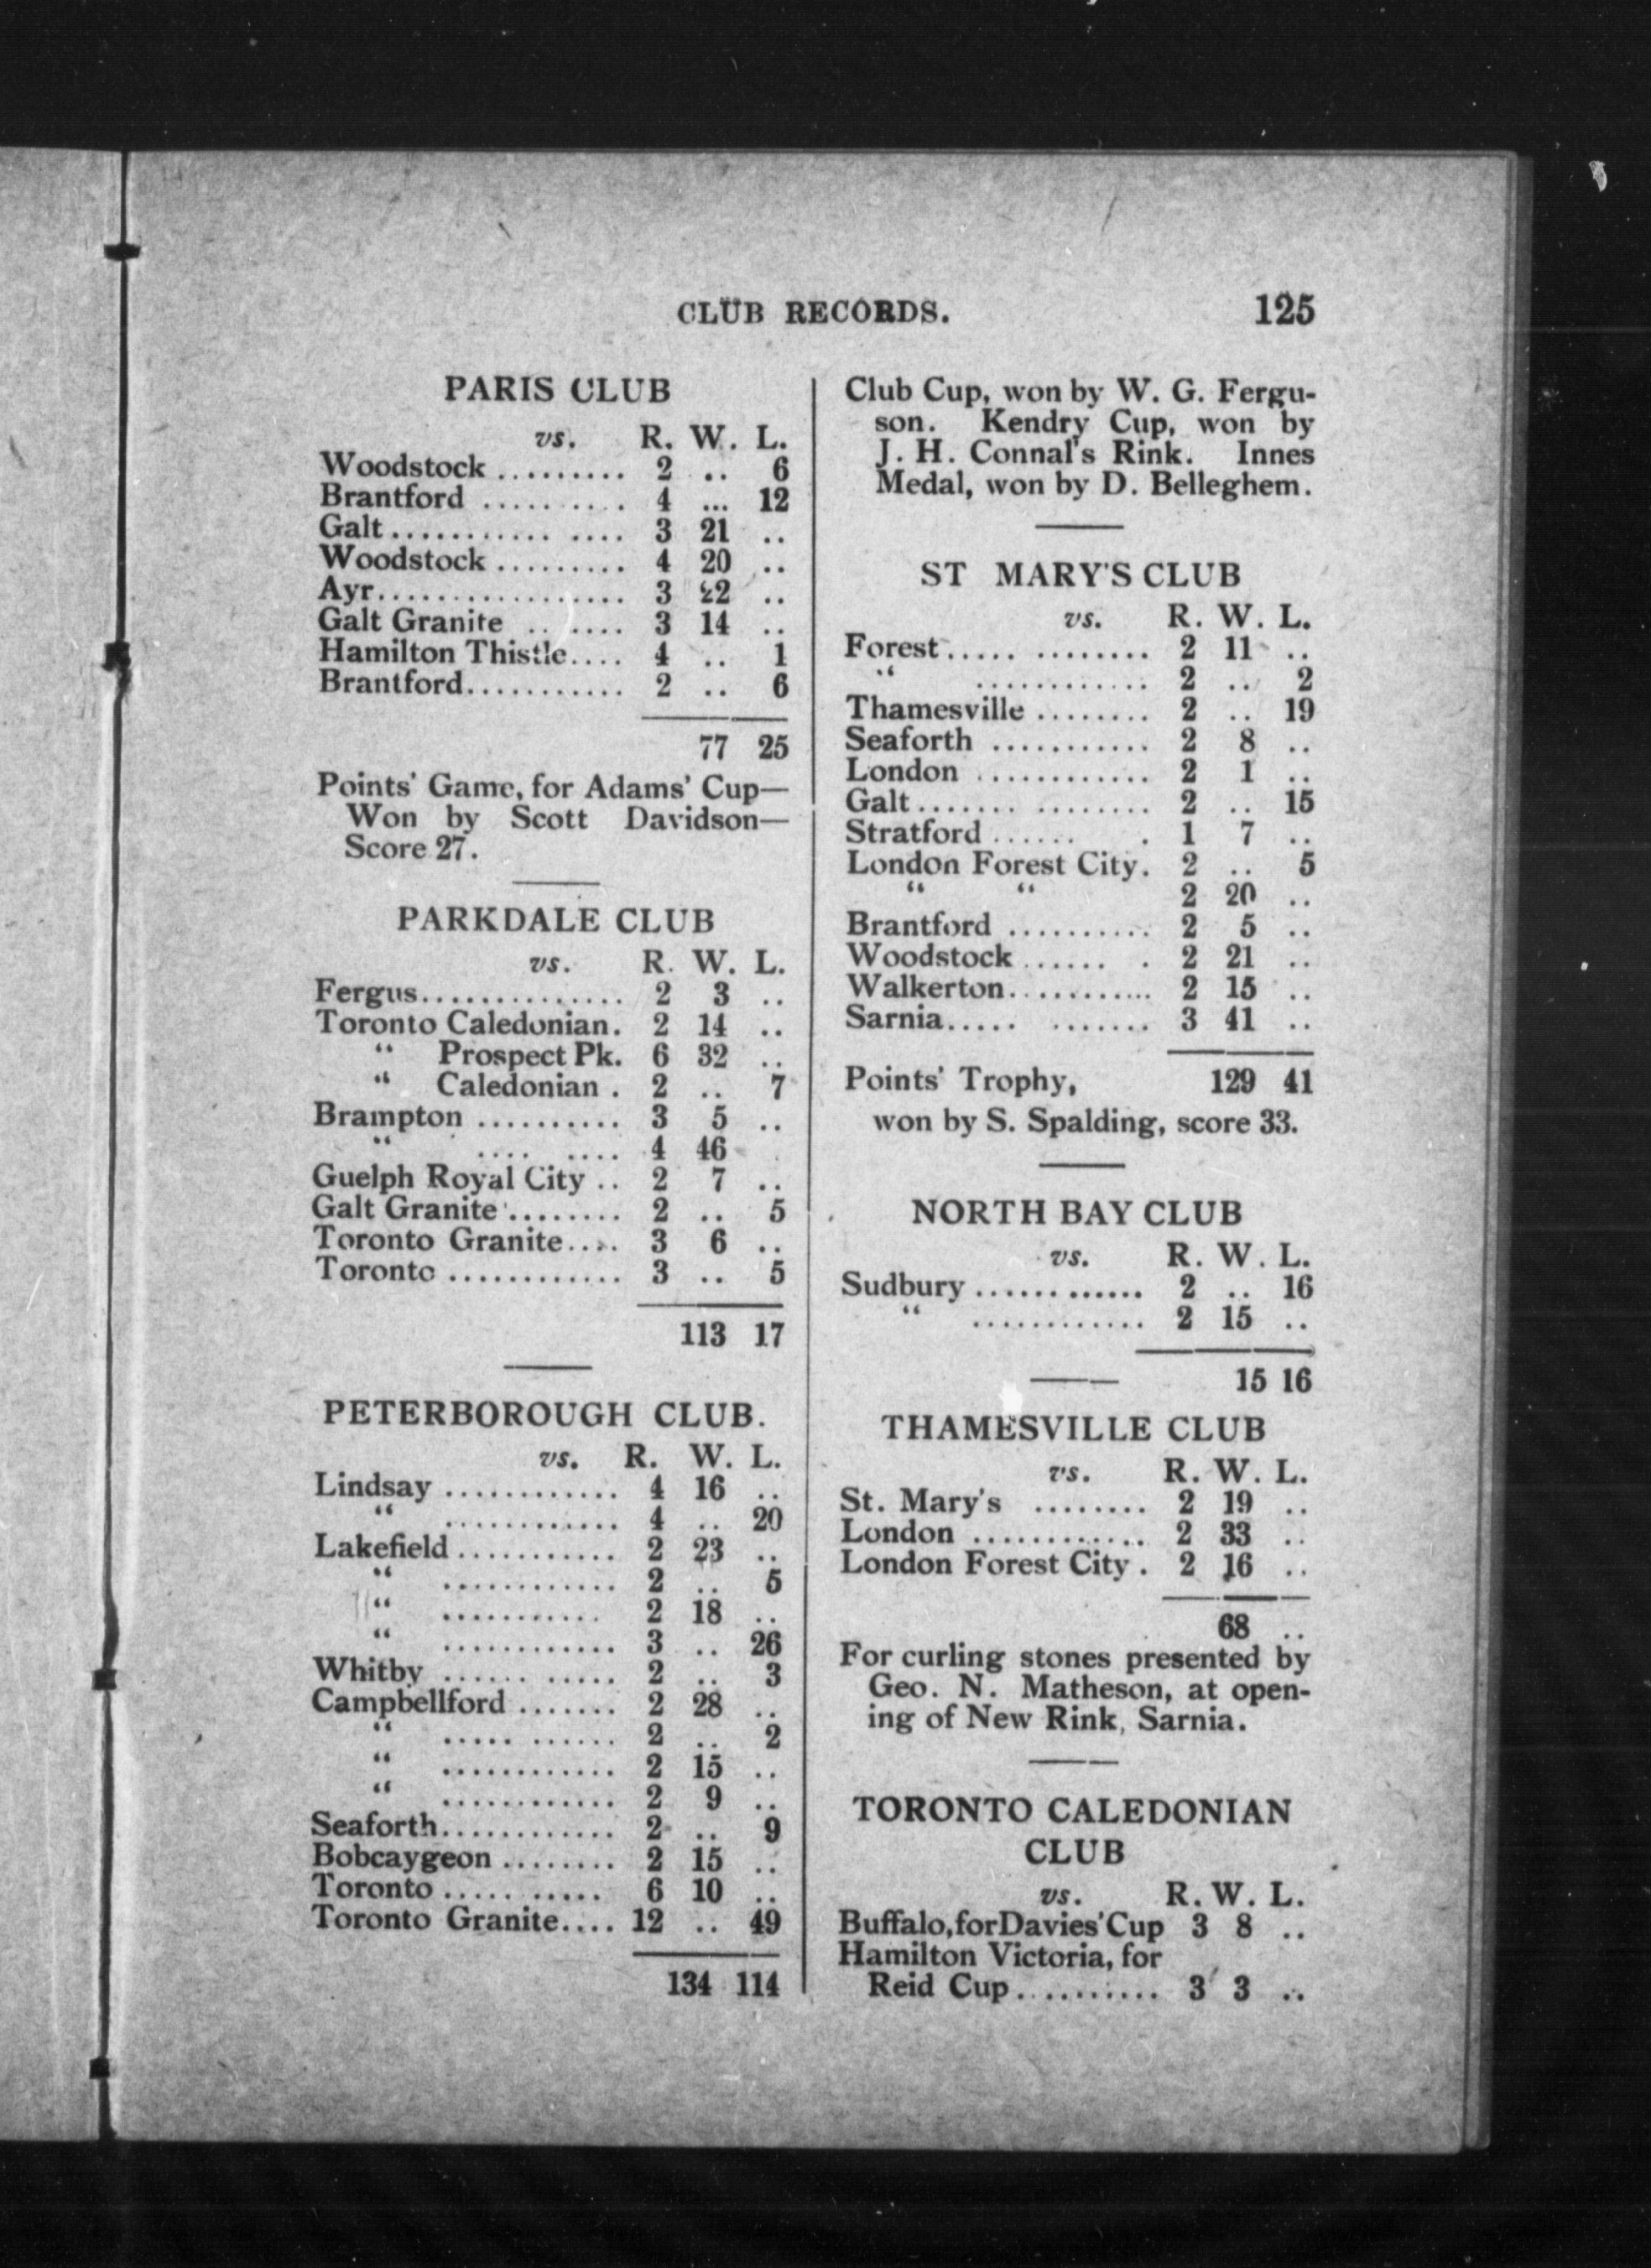 CLUB RECORDS. 125
PARIS CLUB
vs. R. W. L.
Woodstock ......... 2 .. 6
Brantford .......... 4 ... 12
Galt........... .... 3 21 ..
Woodstock ......... 4 20 ..
Ayr................. 3 22 ..
Galt Granite .. .... 3 14 ..
Hamilton Thistle.... 4 .. 1
Brantford........... 2 .. 6
77 25
Points' Game, for Adams' Cup—
Won by Scott Davidson—
Score 27.
PARKDALE CLUB
vs. R. W. L.
Fergus.............. 2 3 ..
Toronto Caledonian. 2 14 ..
“ Prospect Pk. 6 32 ..
“ Caledonian . 2 .. 7
Brampton .......... 3 5 ..
“ .... .... 4 46
Guelph Royal City .. 2 7 ..
Galt Granite ........ 2 .. 5
Toronto Granite.... 3 6 ..
Toronto ............ 3 .. 5
113 17
PETERBOROUGH CLUB.
vs. R. W. L.
Lindsay ............ 4 16 ..
“ ............ 4 .. 20
Lakefield ........... 2 23 ..
“ ............ 2 .. 5
“ ........... 2 18 ..
“ ............ 3 .. 26
Whitby ...... ..... 2 .. 3
Campbellford ....... 2 28 ..
“ ..... ...... 2 .. 2
“ ............ 2 15 ..
“ ............ 2 9 ..
Seaforth............ 2 .. 9
Bobcaygeon ........ 2 15 ..
Toronto ........... 6 10 ..
Toronto Granite.... 12 .. 49
134 114
Club Cup, won by W. G. Fergu-
son. Kendry Cup, won by
J. H. Connal's Rink. Innes
Medal, won by D. Belleghem.
ST MARY'S CLUB
vs. R. W. L.
Forest..... ........ 2 11 ..
“ ............ 2 .. 2
Thamesville ........ 2 .. 19
Seaforth ........... 2 8 ..
London ............ 2 1 ..
Galt....... ........ 2 .. 15
Stratford ...... . 1 7 ..
London Forest City. 2 .. 5
“ “ 2 20 ..
Brantford .......... 2 5 ..
Woodstock ...... . 2 21 ..
Walkerton........... 2 15 ..
Sarnia..... ....... 3 41 ..
Points' Trophy, 129 41
won by S. Spalding, score 33.
NORTH BAY CLUB
vs. R. W. L.
Sudbury ............ 2 .. 16
“ ............ 2 15 ..
15 16
THAMESVILLE CLUB
vs. R. W. L.
St. Mary's ........ 2 19 ..
London ............ 2 33 ..
London Forest City . 2 16 ..
68 ..
For curling stones presented by
Geo. N. Matheson, at open-
ing of New Rink, Sarnia.
TORONTO CALEDONIAN
CLUB
vs. R. W. L.
Buffalo, for Davies' Cup 3 8 ..
Hamilton Victoria, for
Reid Cup .......... 3 3 ..